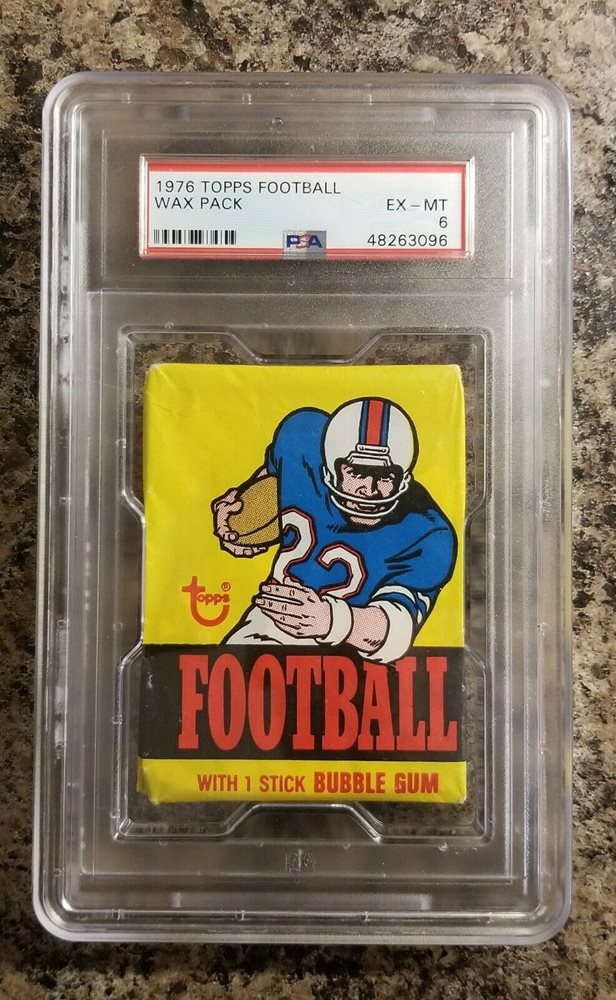 1976 TOPPS FOOTBALL
WAX PACK EX-MT
6
PSA 48263096
22
topps®
FOOTBALL
WITH 1 STICK BUBBLE GUM